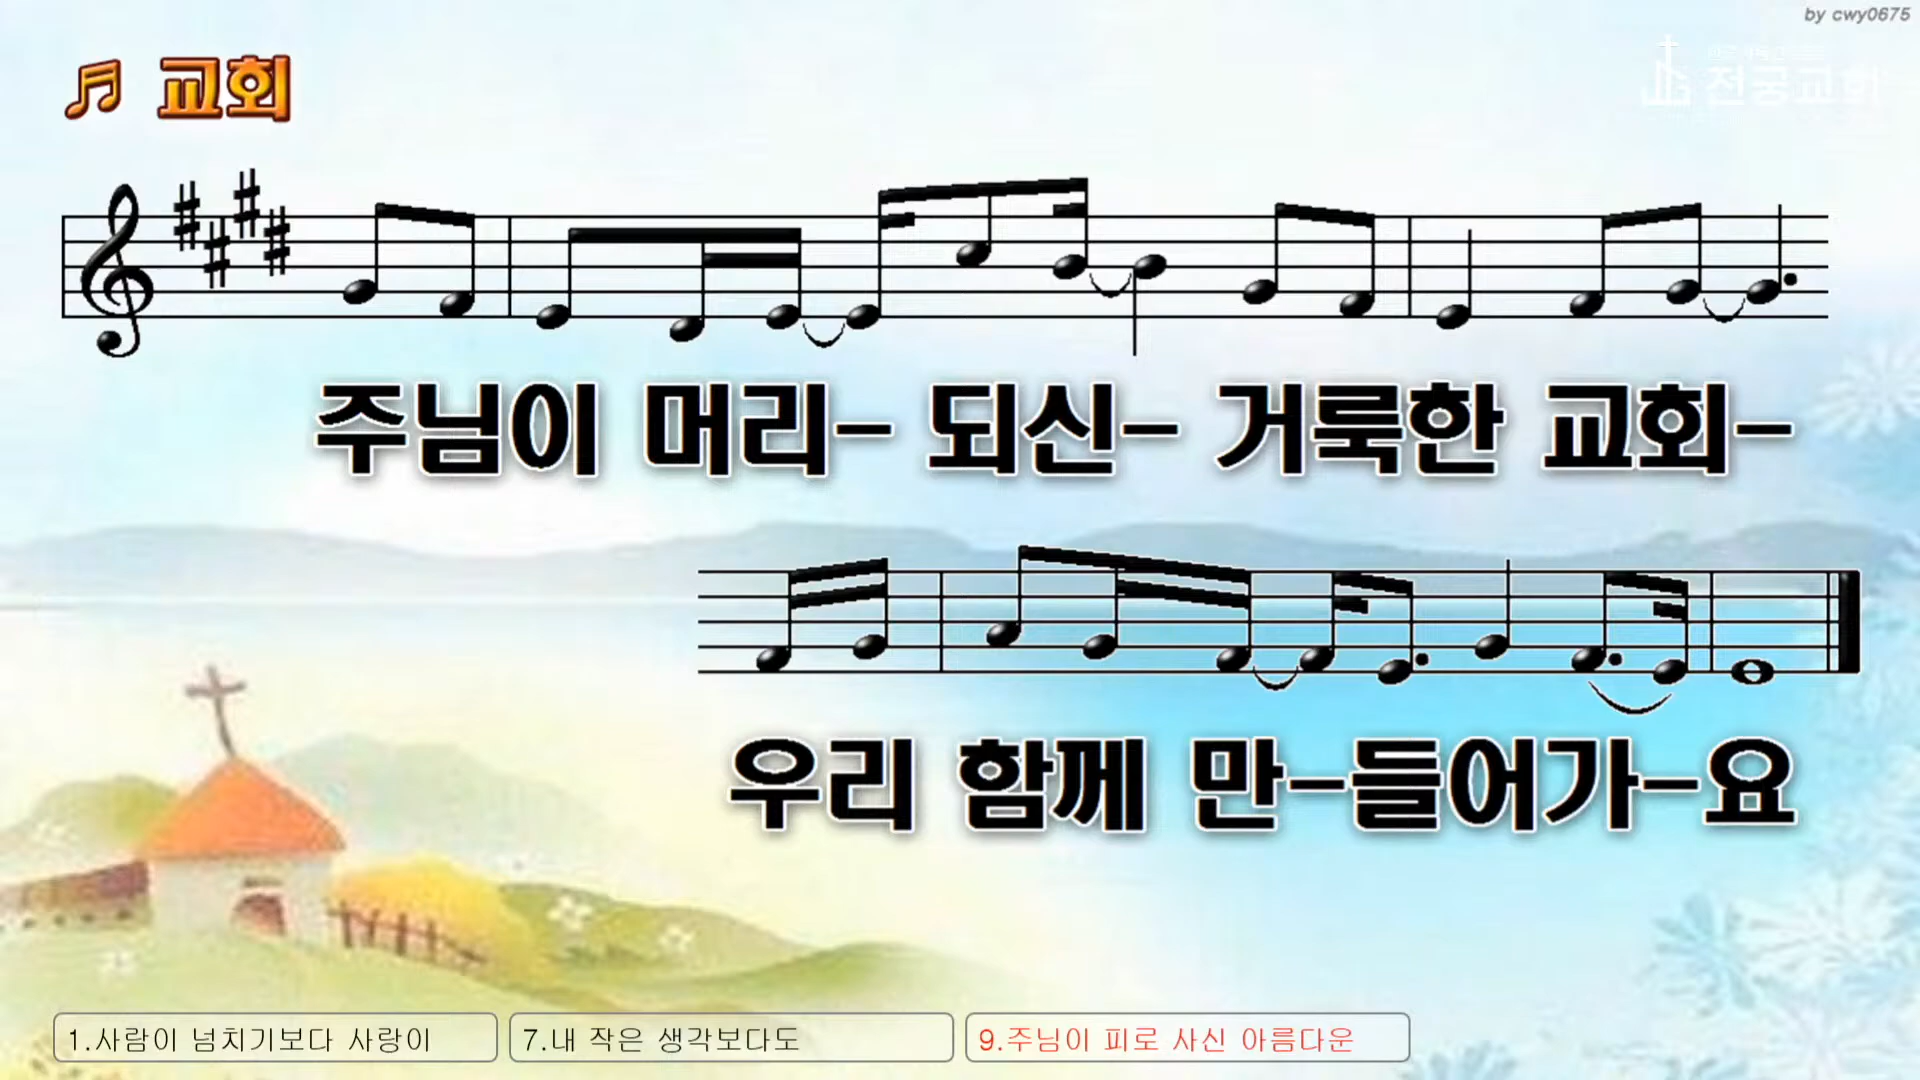 by cwy0675
교회
주님이 머리- 되신- 거룩한 교회-
우리 함께 만-들어가-요
1.사람이 넘치기보다 사랑이
7.내 작은 생각보다도
9.주님이 피로 사신 아름다운